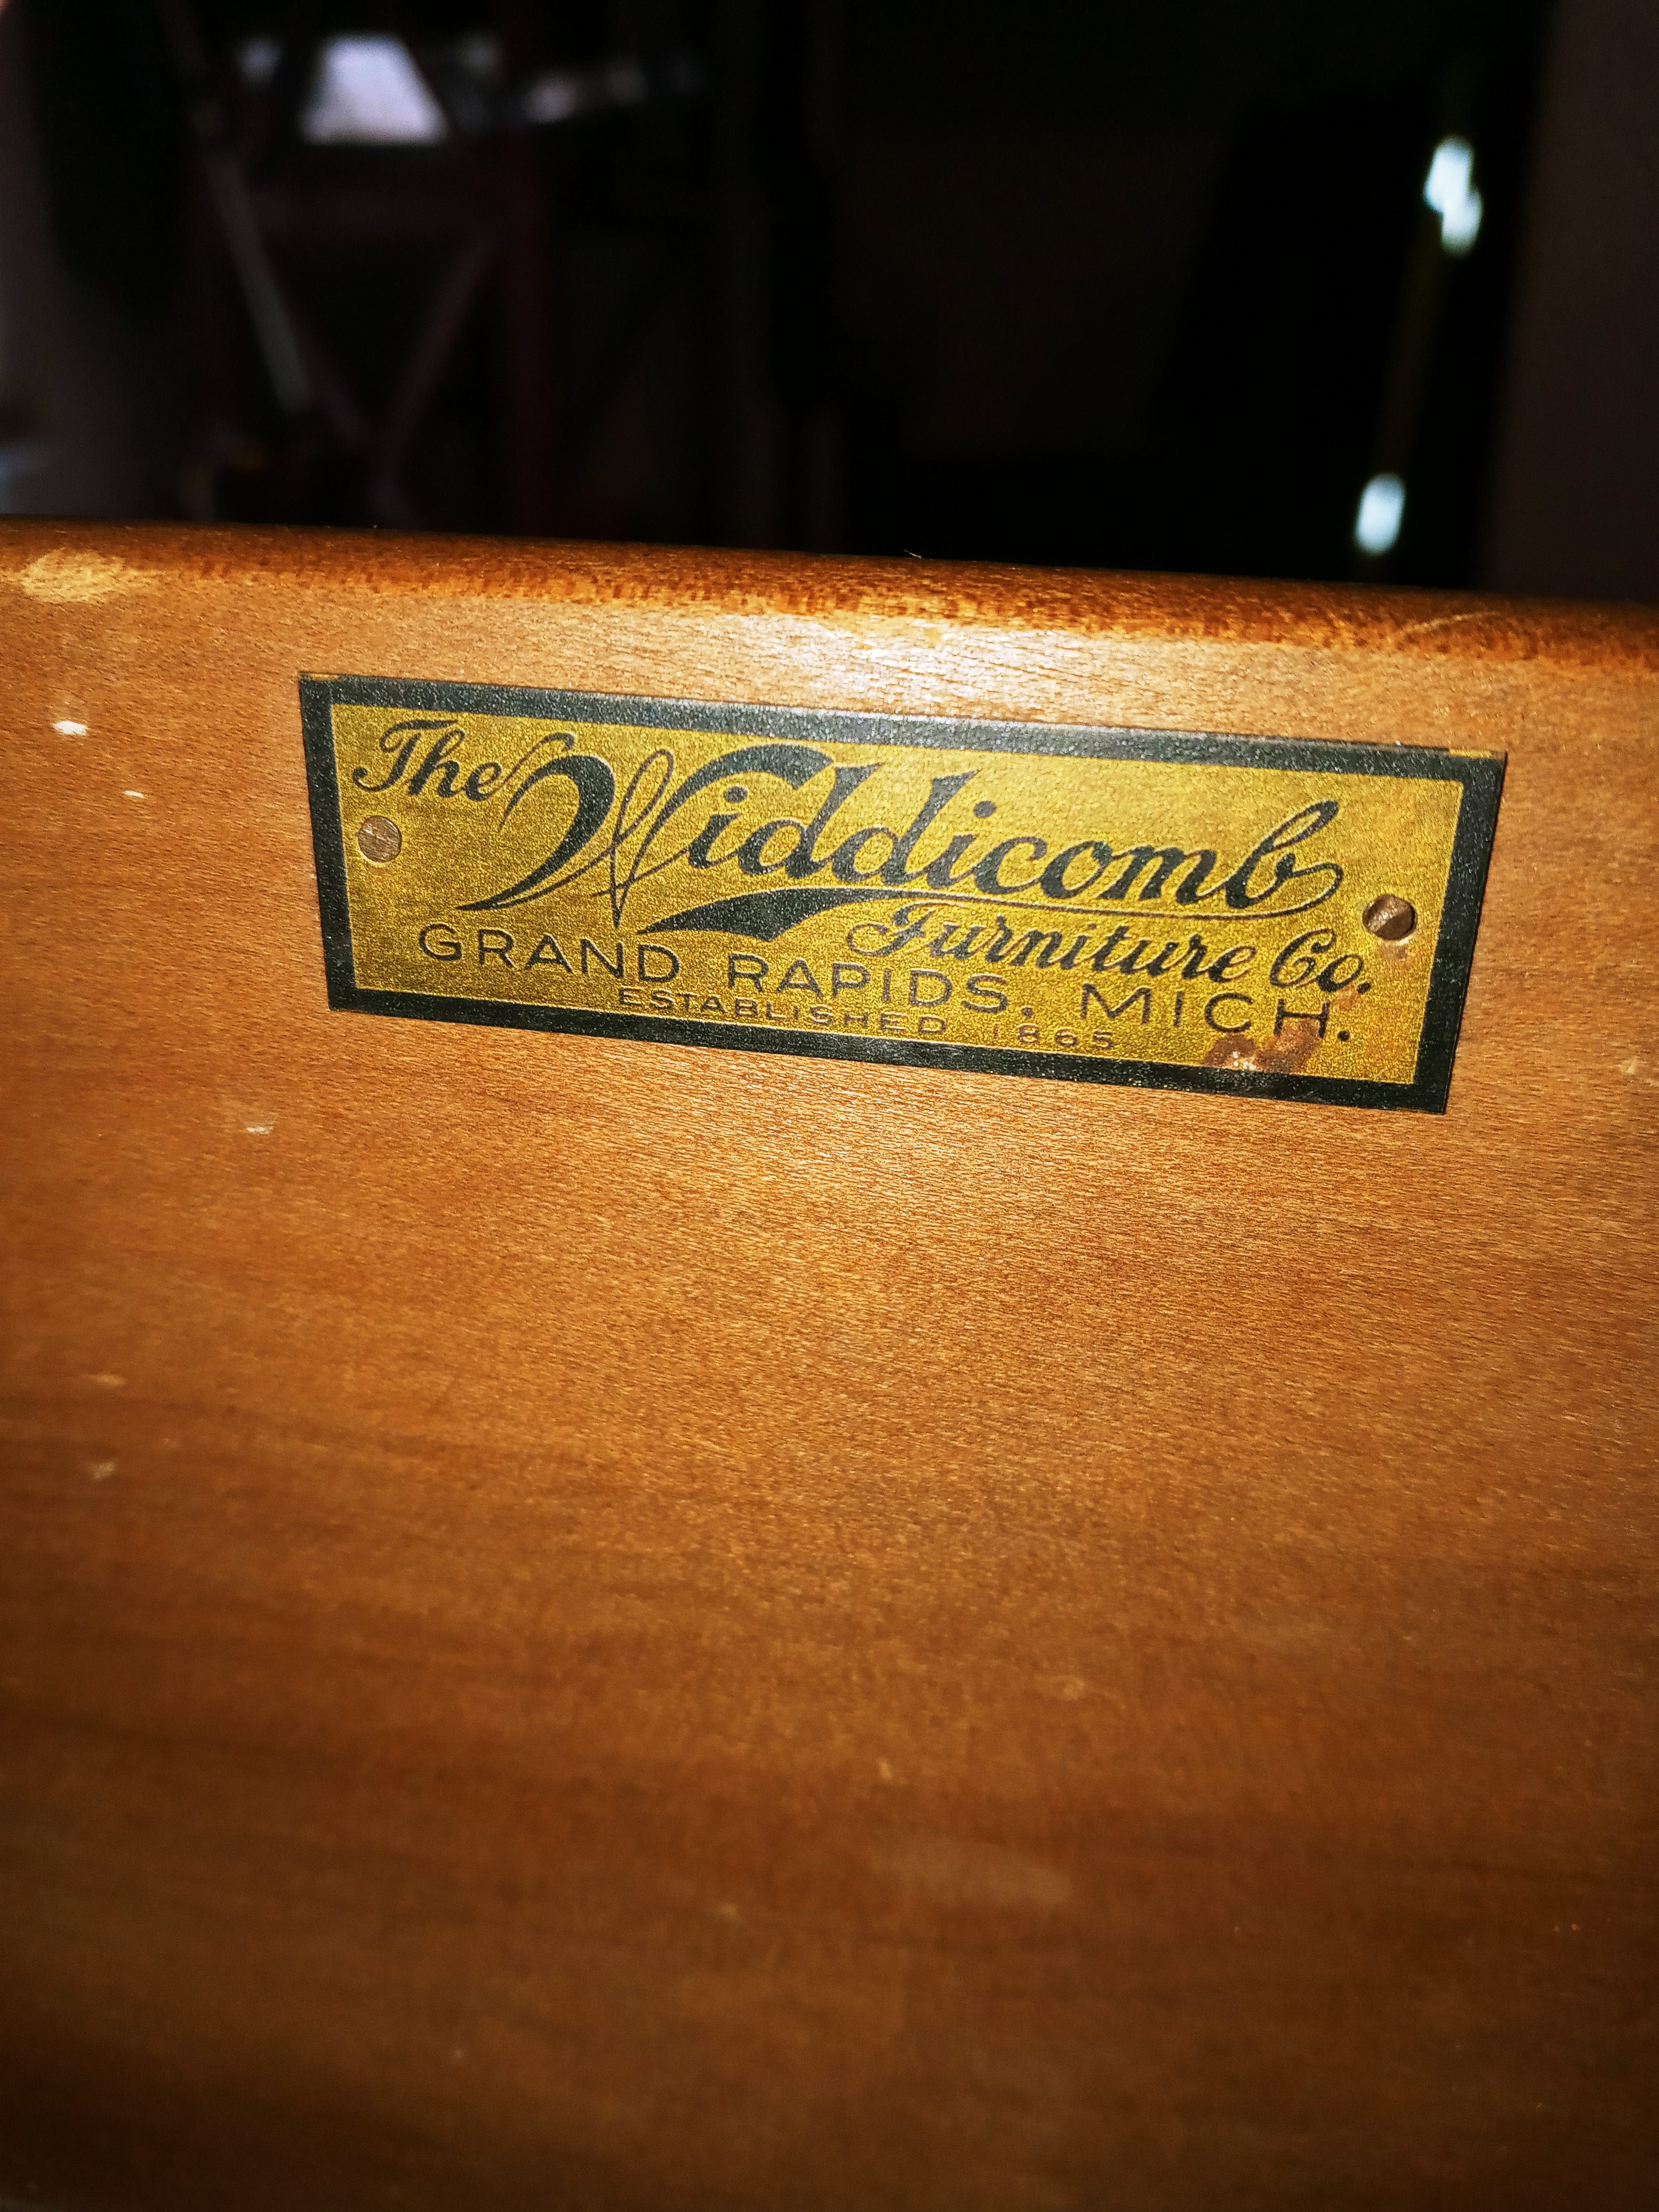 The Widdicomb
Furniture Co.
GRAND RAPIDS, MICH.
ESTABLISHED 1865